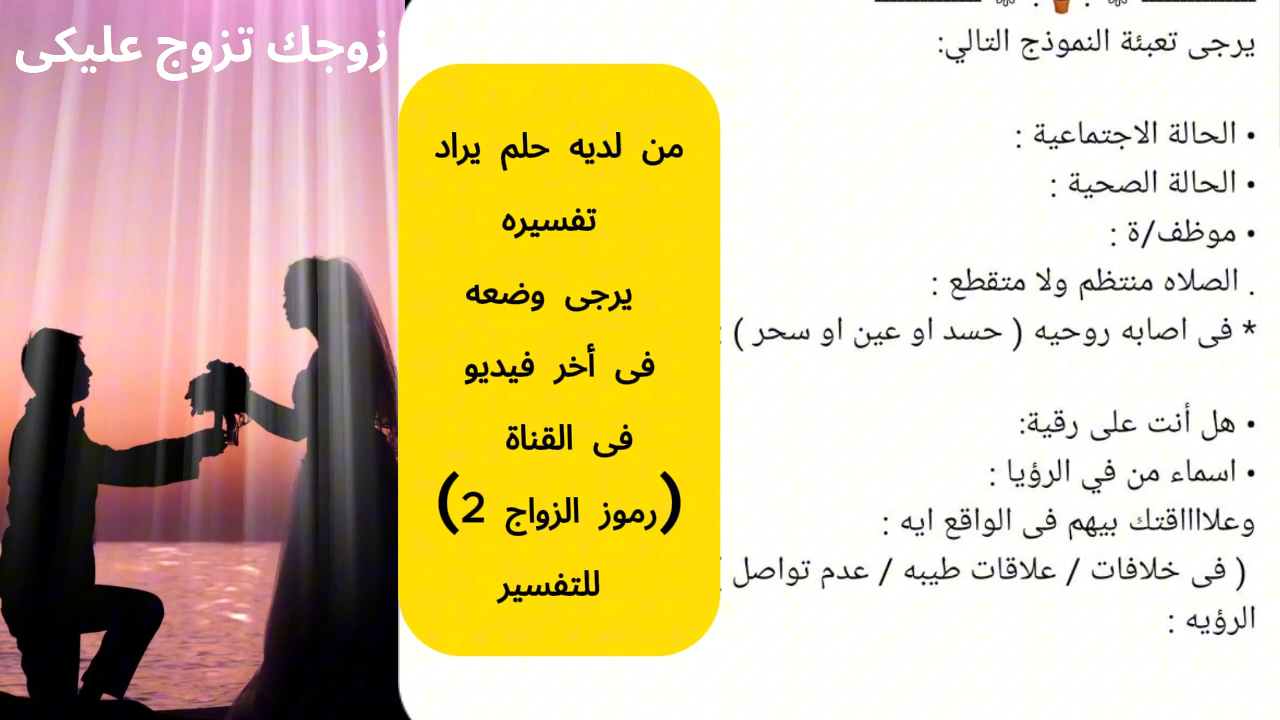 زوجك تزوج عليكى
من لديه حلم يراد
تفسيره
يرجى وضعه
فى أخر فيديو
فى القناة
(رموز الزواج 2)
للتفسير
يرجى تعبئة النموذج التالي:
• الحالة الاجتماعية :
• الحالة الصحية :
• موظف/ة :
. الصلاه منتظم ولا متقطع :
* فى اصابه روحيه ( حسد او عين او سحر ) :
• هل أنت على رقية:
• اسماء من في الرؤيا :
وعلااااقتك بيهم فى الواقع ايه :
( فى خلافات / علاقات طيبه / عدم تواصل )
الرؤيه :